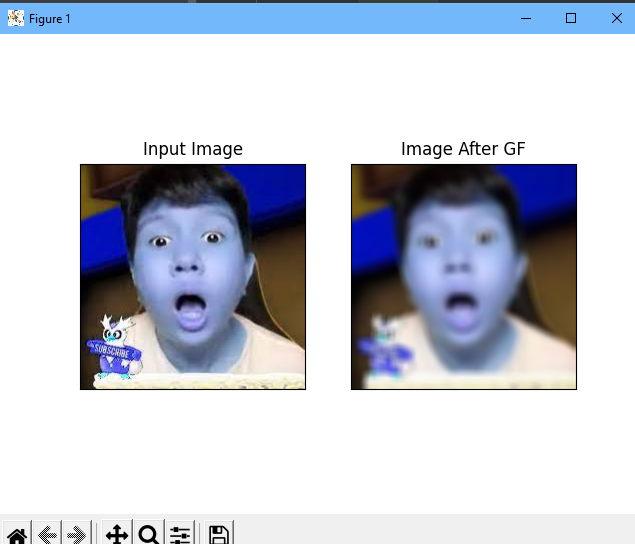 Figure 1
Input Image
Image After GF
SUBSCRIBE